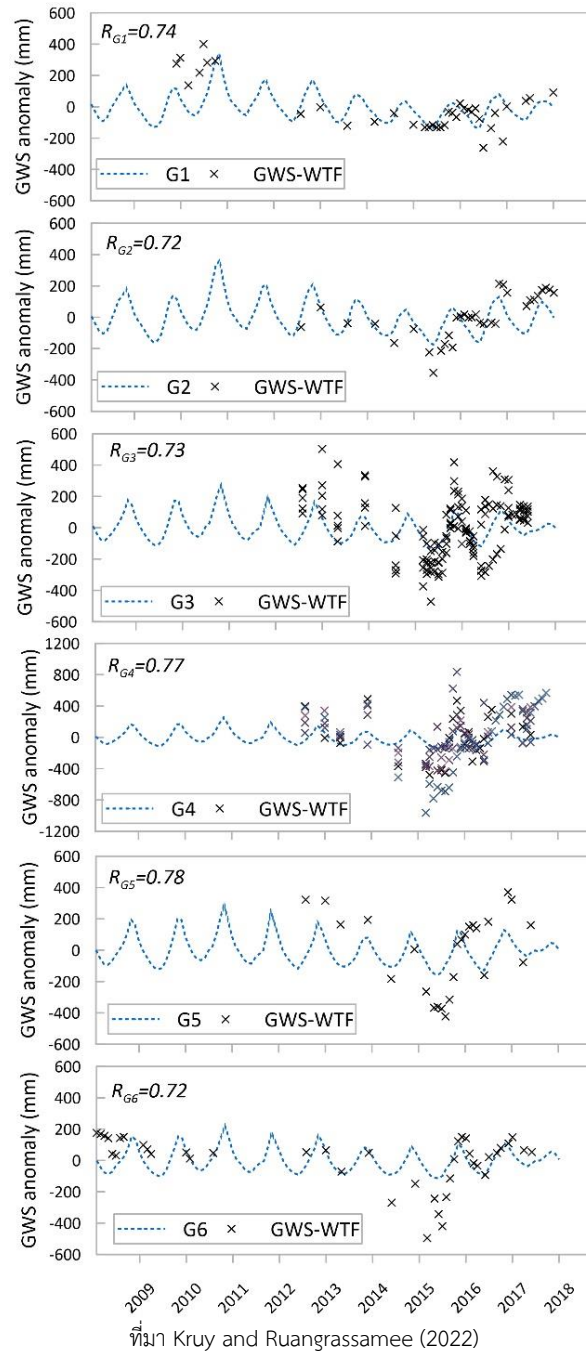 R_G1=0.74
GWS anomaly (mm)
600
400
200
0
-200
-400
-600
G1 × GWS-WTF
R_G2=0.72
GWS anomaly (mm)
600
400
200
0
-200
-400
-600
G2 × GWS-WTF
R_G3=0.73
GWS anomaly (mm)
600
400
200
0
-200
-400
-600
G3 × GWS-WTF
R_G4=0.77
GWS anomaly (mm)
1200
800
400
0
-400
-800
-1200
G4 × GWS-WTF
R_G5=0.78
GWS anomaly (mm)
600
400
200
0
-200
-400
-600
G5 × GWS-WTF
R_G6=0.72
GWS anomaly (mm)
600
400
200
0
-200
-400
-600
G6 × GWS-WTF
2009 2010 2011 2012 2013 2014 2015 2016 2017 2018
ที่มา Kruy and Ruangrassamee (2022)